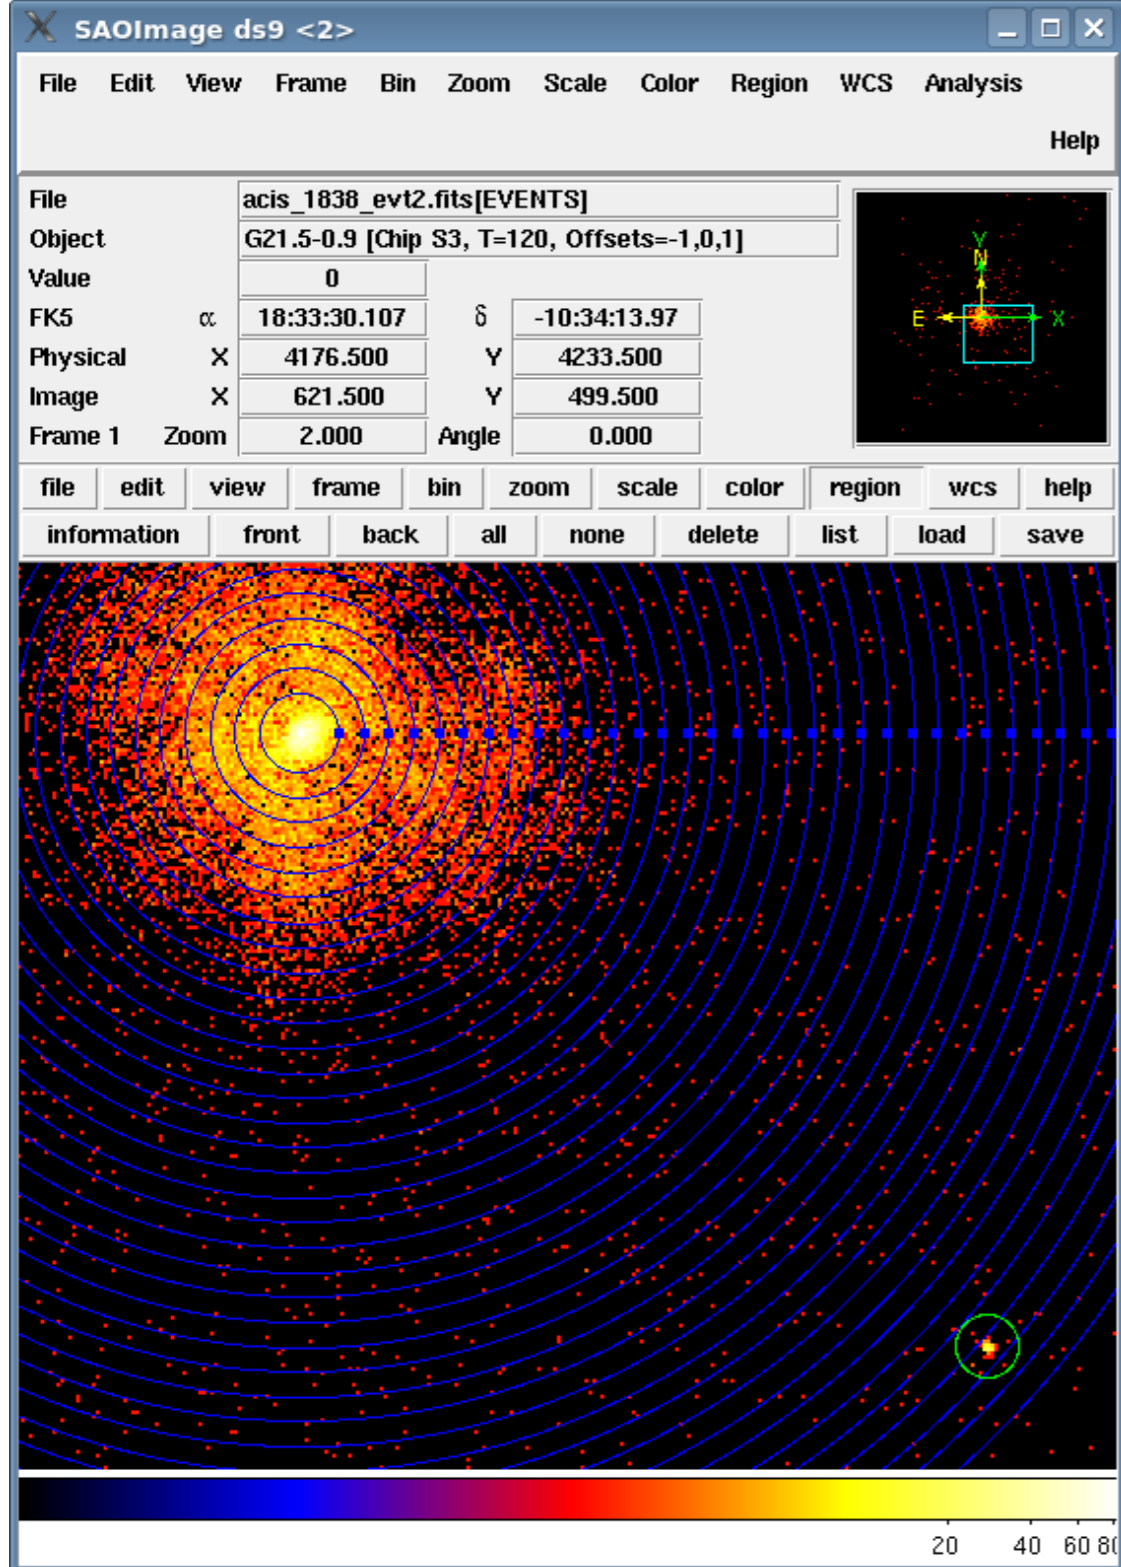 SAOImage ds9 <2>
File Edit View Frame Bin Zoom Scale Color Region WCS Analysis
Help
File acis_1838_evt2.fits[EVENTS]
Object G21.5-0.9 [Chip S3, T=120, Offsets=-1,0,1]
Value 0
FK5 α 18:33:30.107 δ -10:34:13.97
Physical X 4176.500 Y 4233.500
Image X 621.500 Y 499.500
Frame 1 Zoom 2.000 Angle 0.000
Y
N
E X
file edit view frame bin zoom scale color region wcs help
information front back all none delete list load save
20 40 60 80